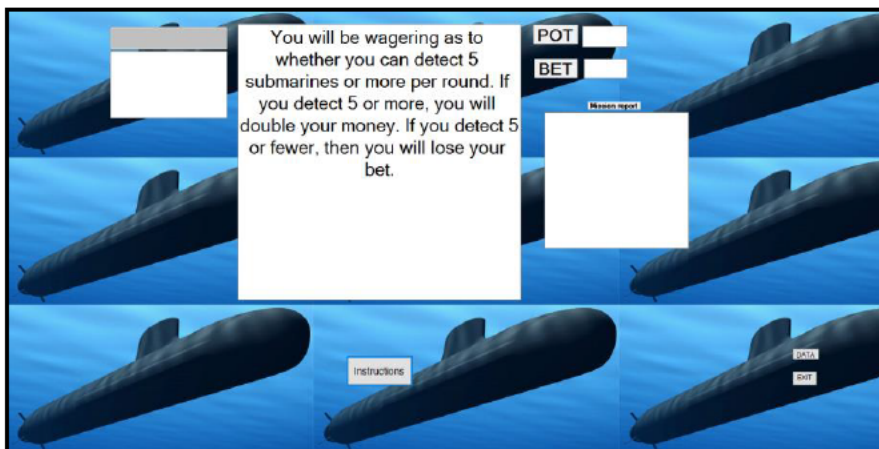 You will be wagering as to
whether you can detect 5
submarines or more per round. If
you detect 5 or more, you will
double your money. If you detect 5
or fewer, then you will lose your
bet.
POT
BET
Mission report
Instructions
DATA
EXIT